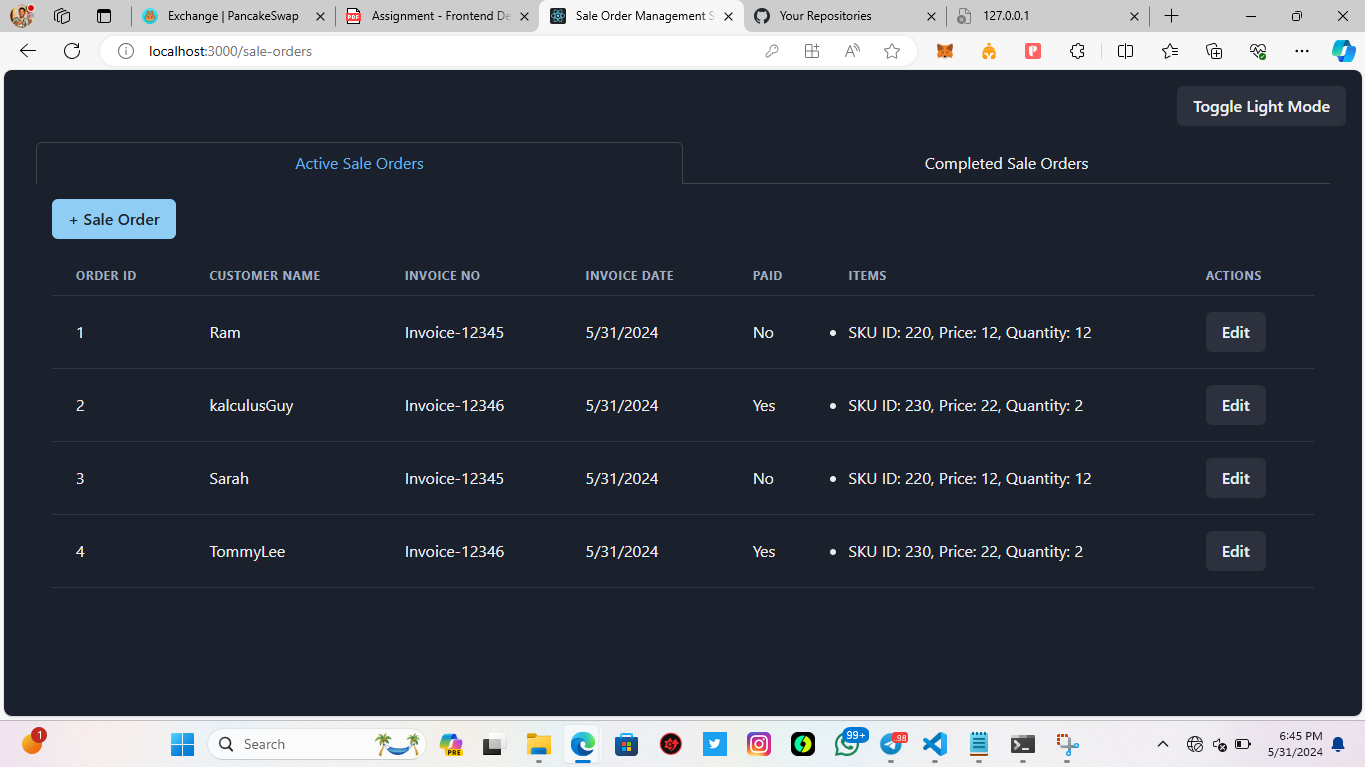 Exchange | PancakeSwap
Assignment - Frontend De
Sale Order Management S
Your Repositories
127.0.0.1
localhost:3000/sale-orders
Toggle Light Mode
Active Sale Orders
Completed Sale Orders
+ Sale Order
ORDER ID CUSTOMER NAME INVOICE NO INVOICE DATE PAID ITEMS ACTIONS
1 Ram Invoice-12345 5/31/2024 No • SKU ID: 220, Price: 12, Quantity: 12 Edit
2 kalculusGuy Invoice-12346 5/31/2024 Yes • SKU ID: 230, Price: 22, Quantity: 2 Edit
3 Sarah Invoice-12345 5/31/2024 No • SKU ID: 220, Price: 12, Quantity: 12 Edit
4 TommyLee Invoice-12346 5/31/2024 Yes • SKU ID: 230, Price: 22, Quantity: 2 Edit
1
Search
PRE
99+
98
6:45 PM
5/31/2024